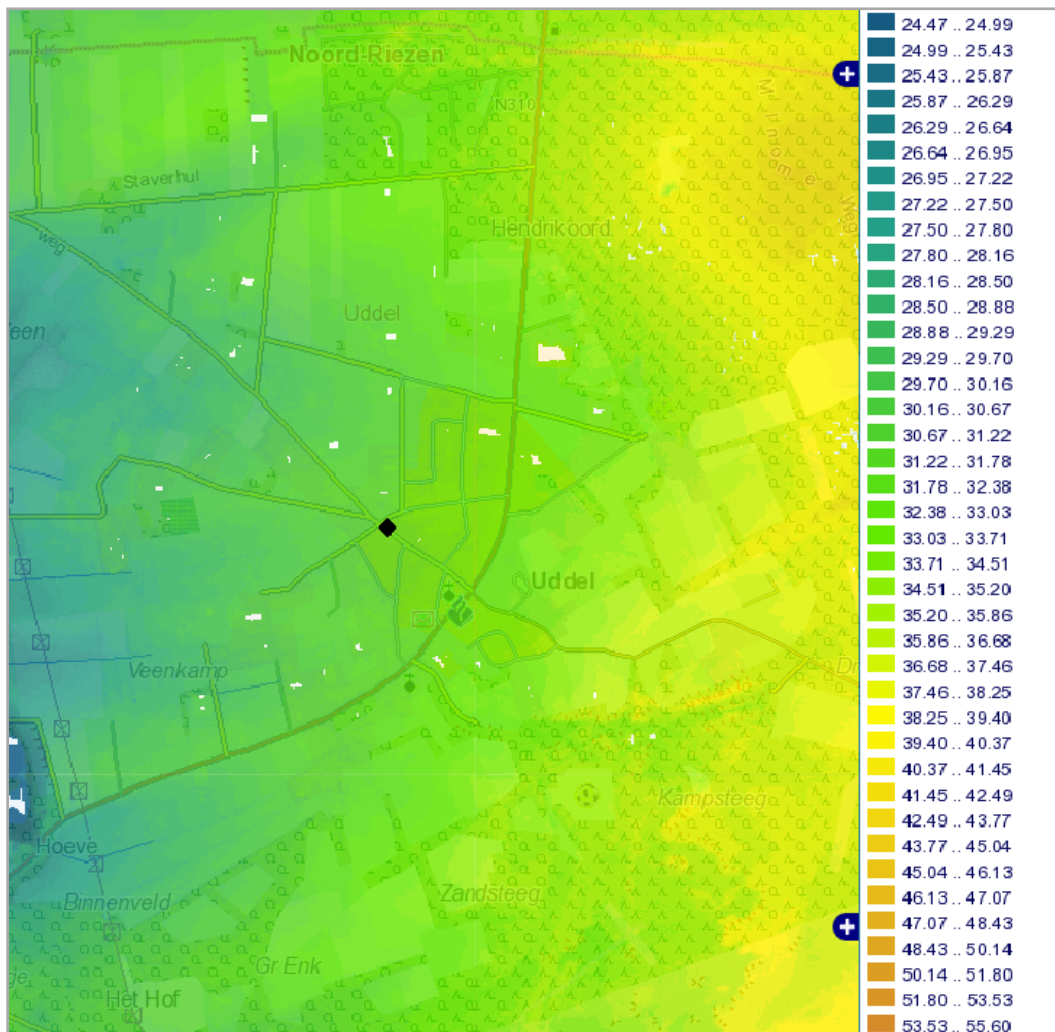 Noord-Riezen
N310
Staverhul
weg
Hendrikoord
Uddel
een
Uddel
Veenkamp
Kampsteeg
Hoeve
Zandsteeg
Binnenveld
Gr Enk
Het Hof
24.47 .. 24.99
24.99 .. 25.43
25.43 .. 25.87
25.87 .. 26.29
26.29 .. 26.64
26.64 .. 26.95
26.95 .. 27.22
27.22 .. 27.50
27.50 .. 27.80
27.80 .. 28.16
28.16 .. 28.50
28.50 .. 28.88
28.88 .. 29.29
29.29 .. 29.70
29.70 .. 30.16
30.16 .. 30.67
30.67 .. 31.22
31.22 .. 31.78
31.78 .. 32.38
32.38 .. 33.03
33.03 .. 33.71
33.71 .. 34.51
34.51 .. 35.20
35.20 .. 35.86
35.86 .. 36.68
36.68 .. 37.46
37.46 .. 38.25
38.25 .. 39.40
39.40 .. 40.37
40.37 .. 41.45
41.45 .. 42.49
42.49 .. 43.77
43.77 .. 45.04
45.04 .. 46.13
46.13 .. 47.07
47.07 .. 48.43
48.43 .. 50.14
50.14 .. 51.80
51.80 .. 53.53
53.53 .. 55.60